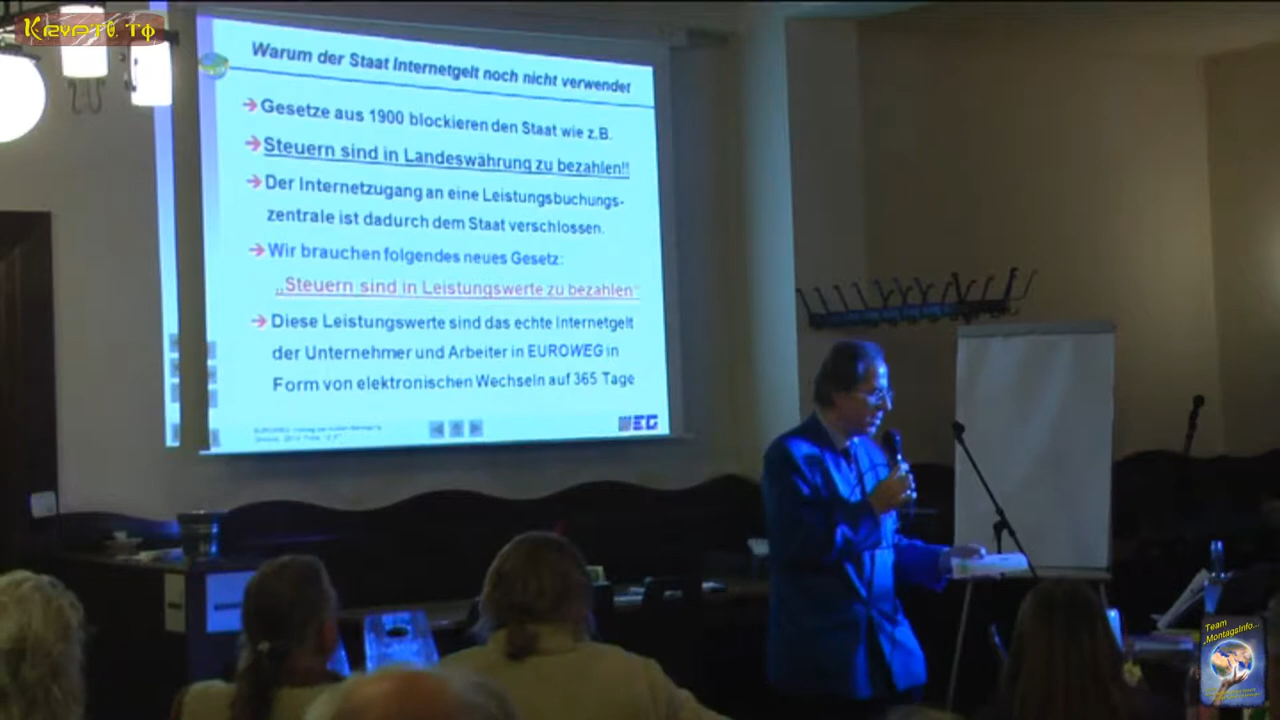 KRYPT0.TΦ
Warum der Staat Internetgelt noch nicht verwendet
Gesetze aus 1900 blockieren den Staat wie z.B.
Steuern sind in Landeswährung zu bezahlen!!
Der Internetzugang an eine Leistungsbuchungs-
zentrale ist dadurch dem Staat verschlossen.
Wir brauchen folgendes neues Gesetz:
„Steuern sind in Leistungswerte zu bezahlen“
Diese Leistungswerte sind das echte Internetgelt
der Unternehmer und Arbeiter in EUROWEG in
Form von elektronischen Wechseln auf 365 Tage
WEG
Team
„MontagsInfo...